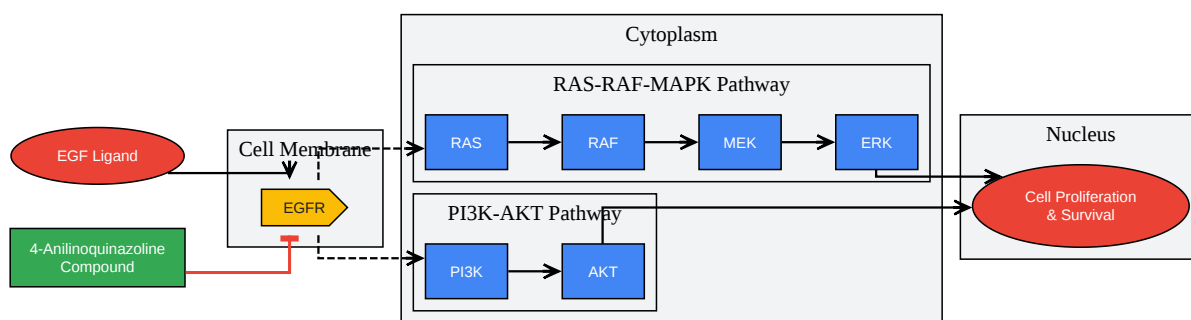 Cytoplasm
RAS-RAF-MAPK Pathway
RAS
RAF
MEK
ERK
Nucleus
EGF Ligand
Cell Membrane
EGFR
Cell Proliferation
& Survival
PI3K-AKT Pathway
4-Anilinoquinazoline
Compound
PI3K
AKT